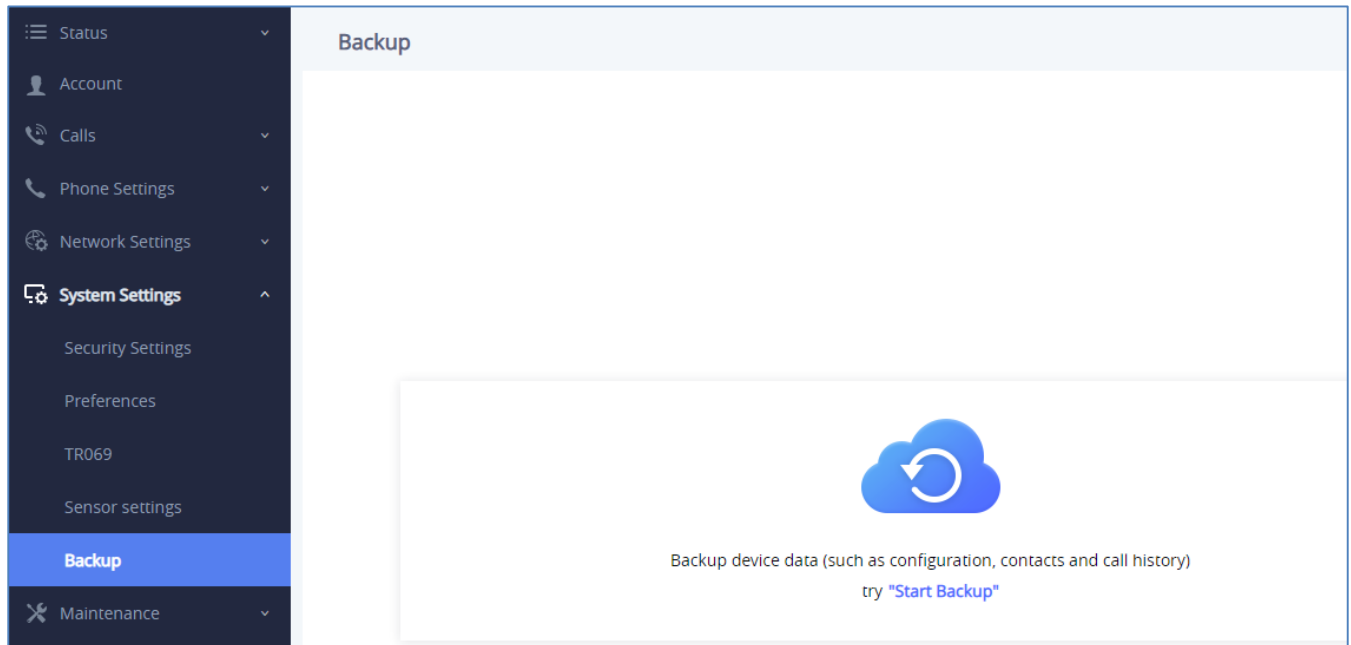 Status
Account
Calls
Phone Settings
Network Settings
System Settings
Security Settings
Preferences
TR069
Sensor settings
Backup
Maintenance
Backup
Backup device data (such as configuration, contacts and call history)
try "Start Backup"